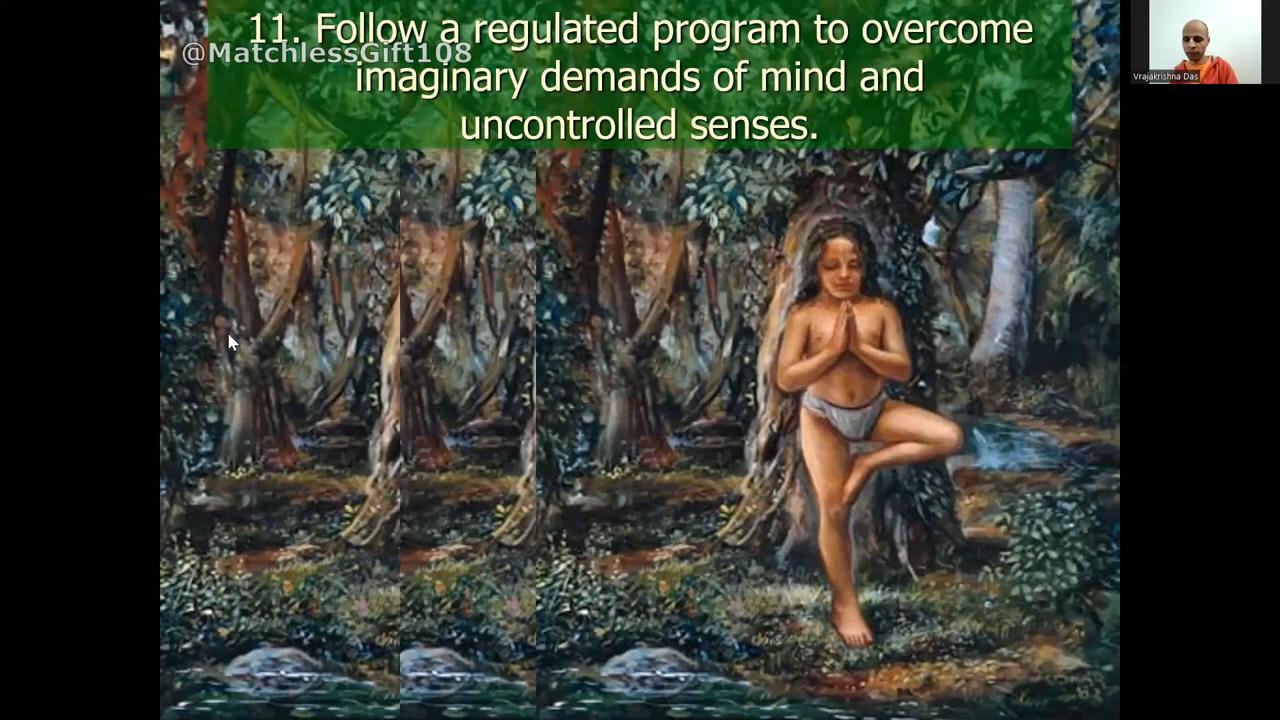 11. Follow a regulated program to overcome
@MatchlessGift108
imaginary demands of mind and
uncontrolled senses.
Vrajakrishna Das